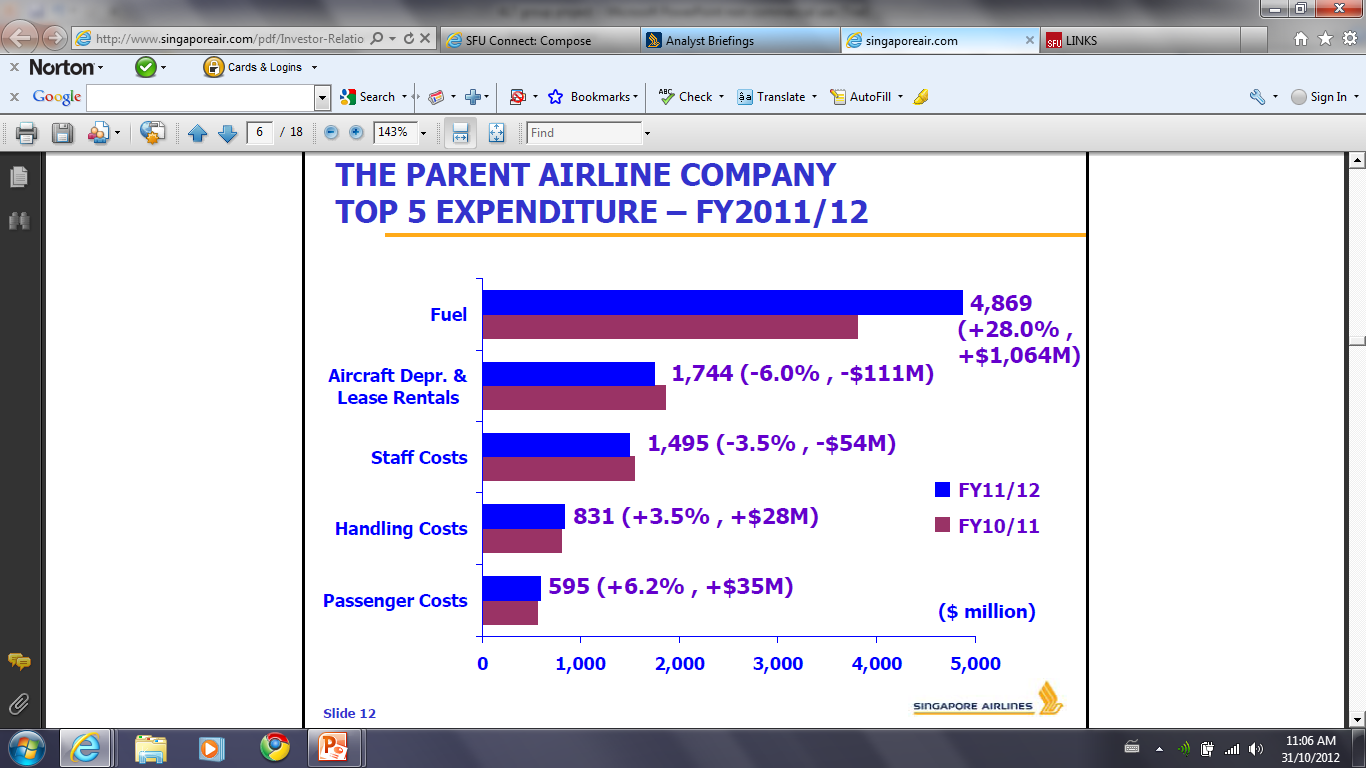 http://www.singaporeair.com/pdf/Investor-Relatio
SFU Connect: Compose
Analyst Briefings
singaporeair.com
SFU LINKS
x Norton
Cards & Logins
x Google
Search
Bookmarks
ABC Check
aä Translate
AutoFill
Sign In
6 / 18
143%
Find
THE PARENT AIRLINE COMPANY
TOP 5 EXPENDITURE – FY2011/12
Fuel
4,869
(+28.0% ,
+$1,064M)
Aircraft Depr. &
Lease Rentals
1,744 (-6.0% , -$111M)
Staff Costs
1,495 (-3.5% , -$54M)
Handling Costs
831 (+3.5% , +$28M)
Passenger Costs
595 (+6.2% , +$35M)
FY11/12
FY10/11
($ million)
0 1,000 2,000 3,000 4,000 5,000
Slide 12
SINGAPORE AIRLINES
11:06 AM
31/10/2012